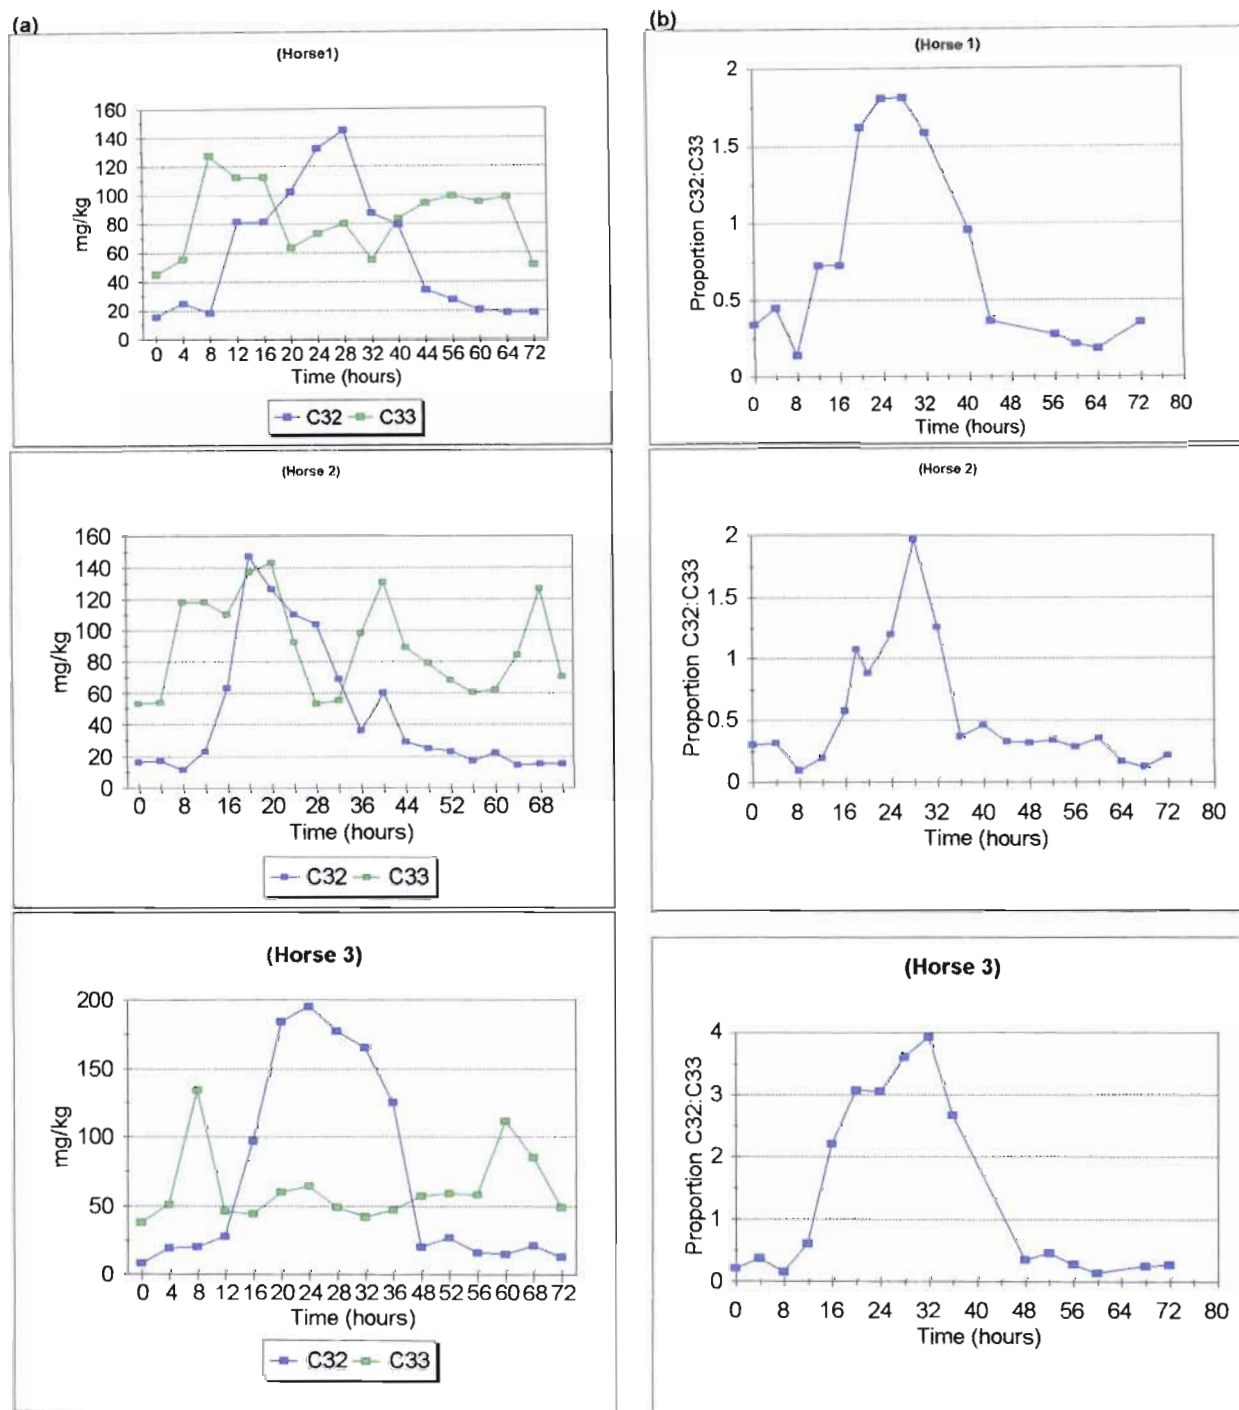 (a)
(Horse1)
160
140
120
100
80
60
40
20
0
mg/kg
0 4 8 12 16 20 24 28 32 40 44 56 60 64 72
Time (hours)
C32 C33
(Horse 2)
160
140
120
100
80
60
40
20
0
mg/kg
0 8 16 20 28 36 44 52 60 68
Time (hours)
C32 C33
(Horse 3)
200
150
100
50
0
mg/kg
0 4 8 12 16 20 24 28 32 36 48 52 56 60 68 72
Time (hours)
C32 C33
(b)
(Horse 1)
2
1.5
1
0.5
0
Proportion C32:C33
0 8 16 24 32 40 48 56 64 72 80
Time (hours)
(Horse 2)
2
1.5
1
0.5
0
Proportion C32:C33
0 8 16 24 32 40 48 56 64 72 80
Time (hours)
(Horse 3)
4
3
2
1
0
Proportion C32:C33
0 8 16 24 32 40 48 56 64 72 80
Time (hours)